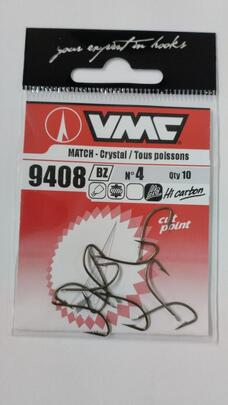 your expert in hooks
VMC
MATCH - Crystal / Tous poissons
9408 BZ N°4 Qty 10
Hi carbon
cut
point